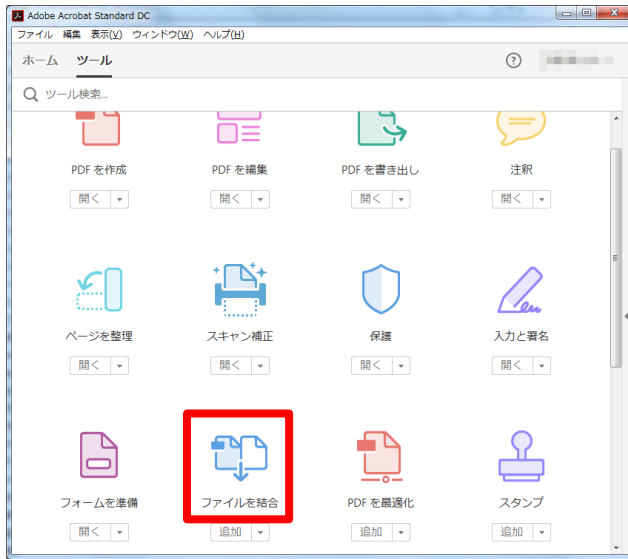 Adobe Acrobat Standard DC
ファイル 編集 表示(V) ウィンドウ(W) ヘルプ(H)
ホーム ツール
ツール検索...
PDF を作成 PDF を編集 PDF を書き出し 注釈
開く 開く 開く 開く
ページを整理 スキャン補正 保護 入力と署名
開く 開く 開く 開く
フォームを準備 ファイルを結合 PDF を最適化 スタンプ
開く 追加 追加 追加